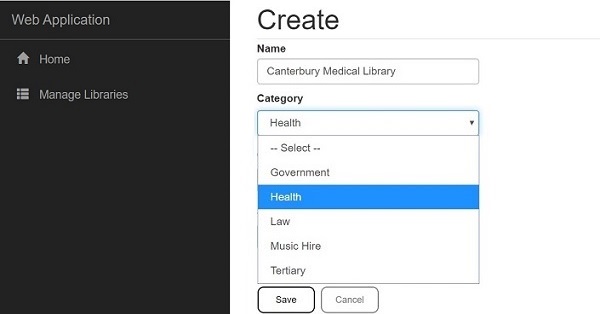 Web Application
Home
Manage Libraries
Create
Name
Canterbury Medical Library
Category
Health
-- Select --
Government
Health
Law
Music Hire
Tertiary
Save
Cancel